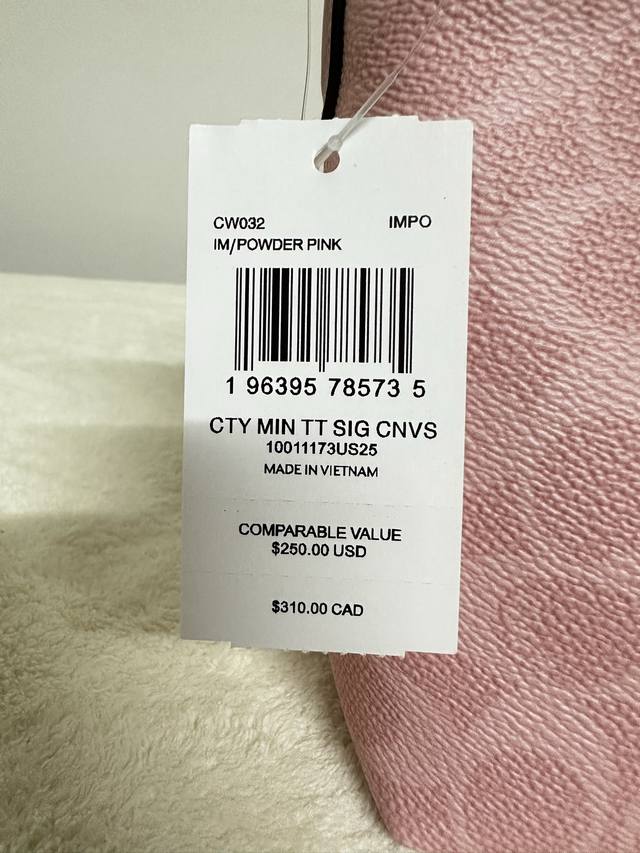 CW032 IMPO
IM/POWDER PINK
1 96395 78573 5
CTY MIN TT SIG CNVS
10011173US25
MADE IN VIETNAM
COMPARABLE VALUE
$250.00 USD
$310.00 CAD